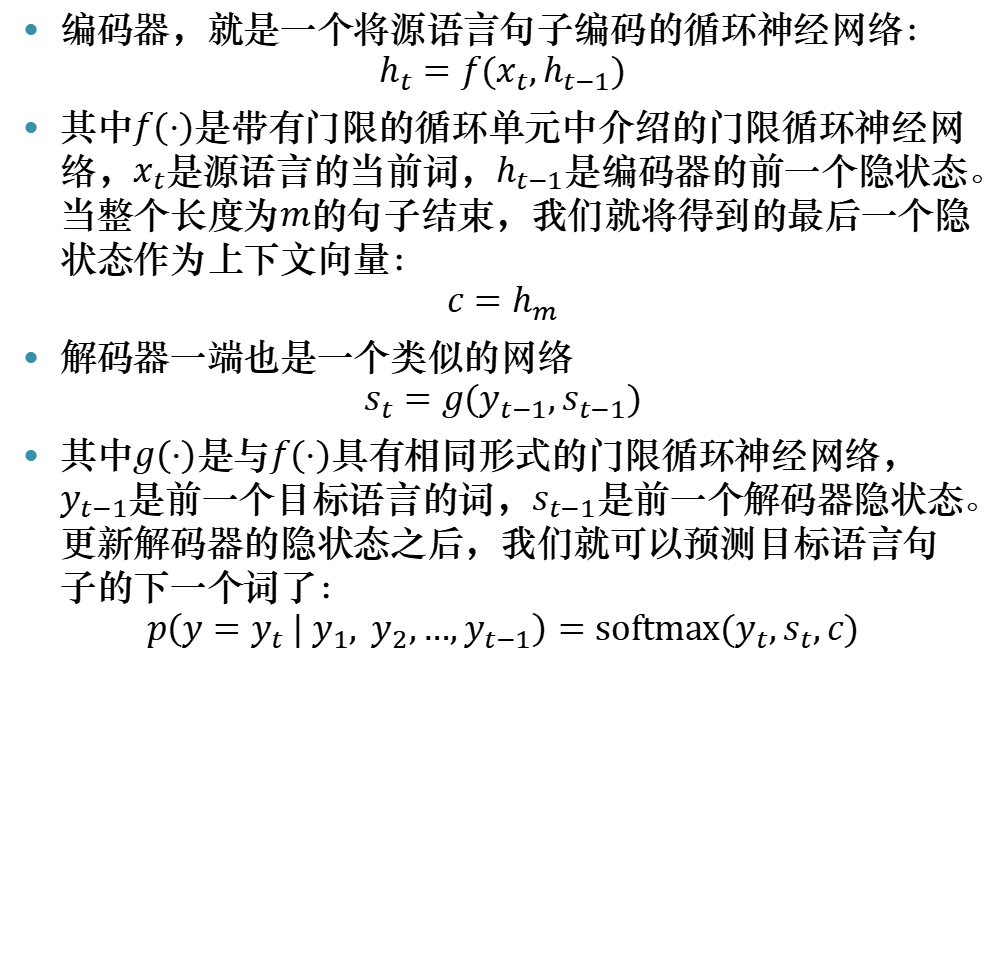 • 编码器，就是一个将源语言句子编码的循环神经网络：
h_t = f(x_t, h_{t−1})
• 其中f(·)是带有门限的循环单元中介绍的门限循环神经网
络，x_t是源语言的当前词，h_{t−1}是编码器的前一个隐状态。
当整个长度为m的句子结束，我们就将得到的最后一个隐
状态作为上下文向量：
c = h_m
• 解码器一端也是一个类似的网络
s_t = g(y_{t−1}, s_{t−1})
• 其中g(·)是与f(·)具有相同形式的门限循环神经网络，
y_{t−1}是前一个目标语言的词，s_{t−1}是前一个解码器隐状态。
更新解码器的隐状态之后，我们就可以预测目标语言句
子的下一个词了：
p(y = y_t | y_1, y_2, …, y_{t−1}) = softmax(y_t, s_t, c)